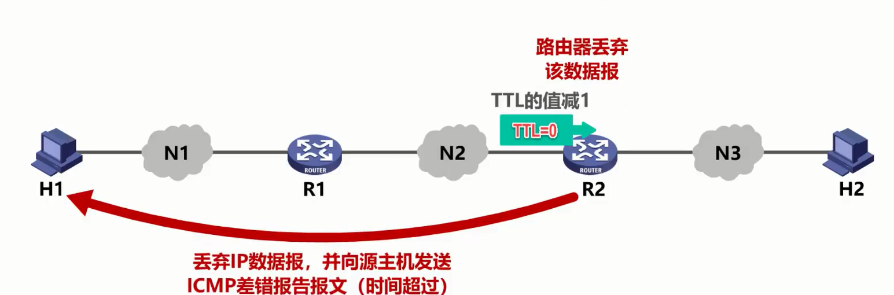 路由器丢弃
该数据报
TTL的值减1
TTL=0
N1
N2
N3
ROUTER
ROUTER
H1
R1
R2
H2
丢弃IP数据报，并向源主机发送
ICMP差错报告报文（时间超过）